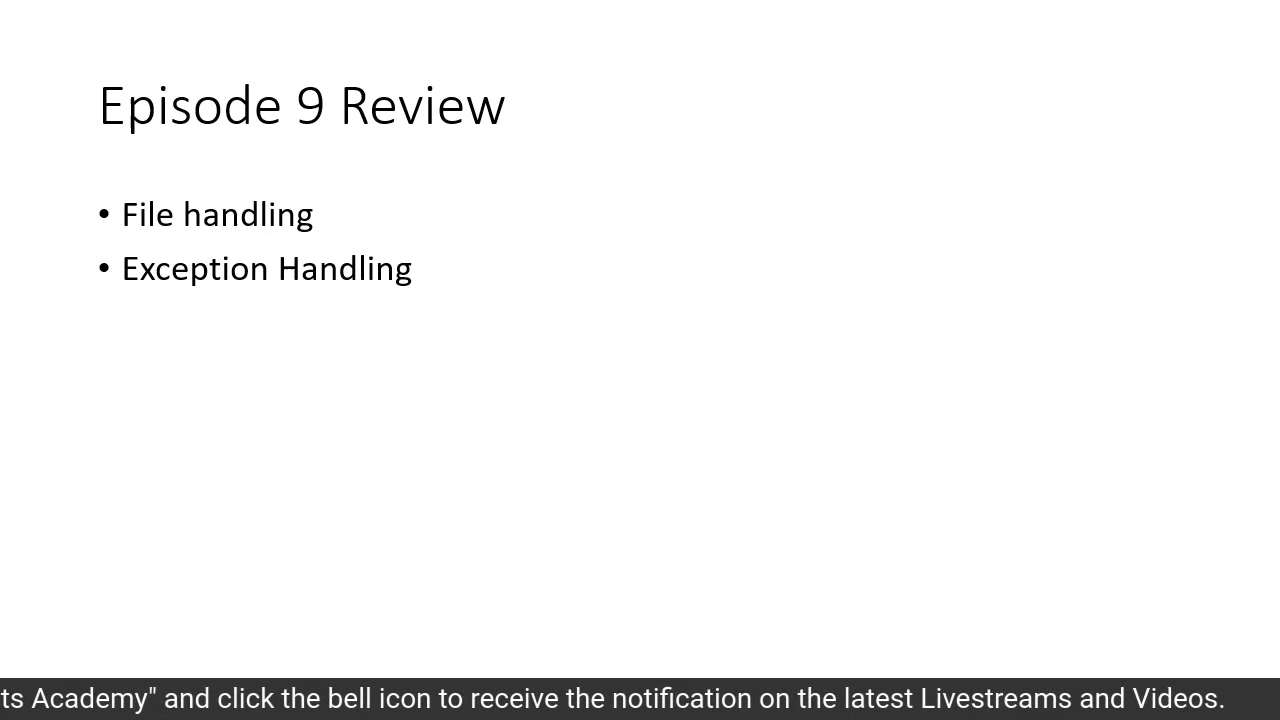 Episode 9 Review
• File handling
• Exception Handling
Academy" and click the bell icon to receive the notification on the latest Livestreams and Videos.